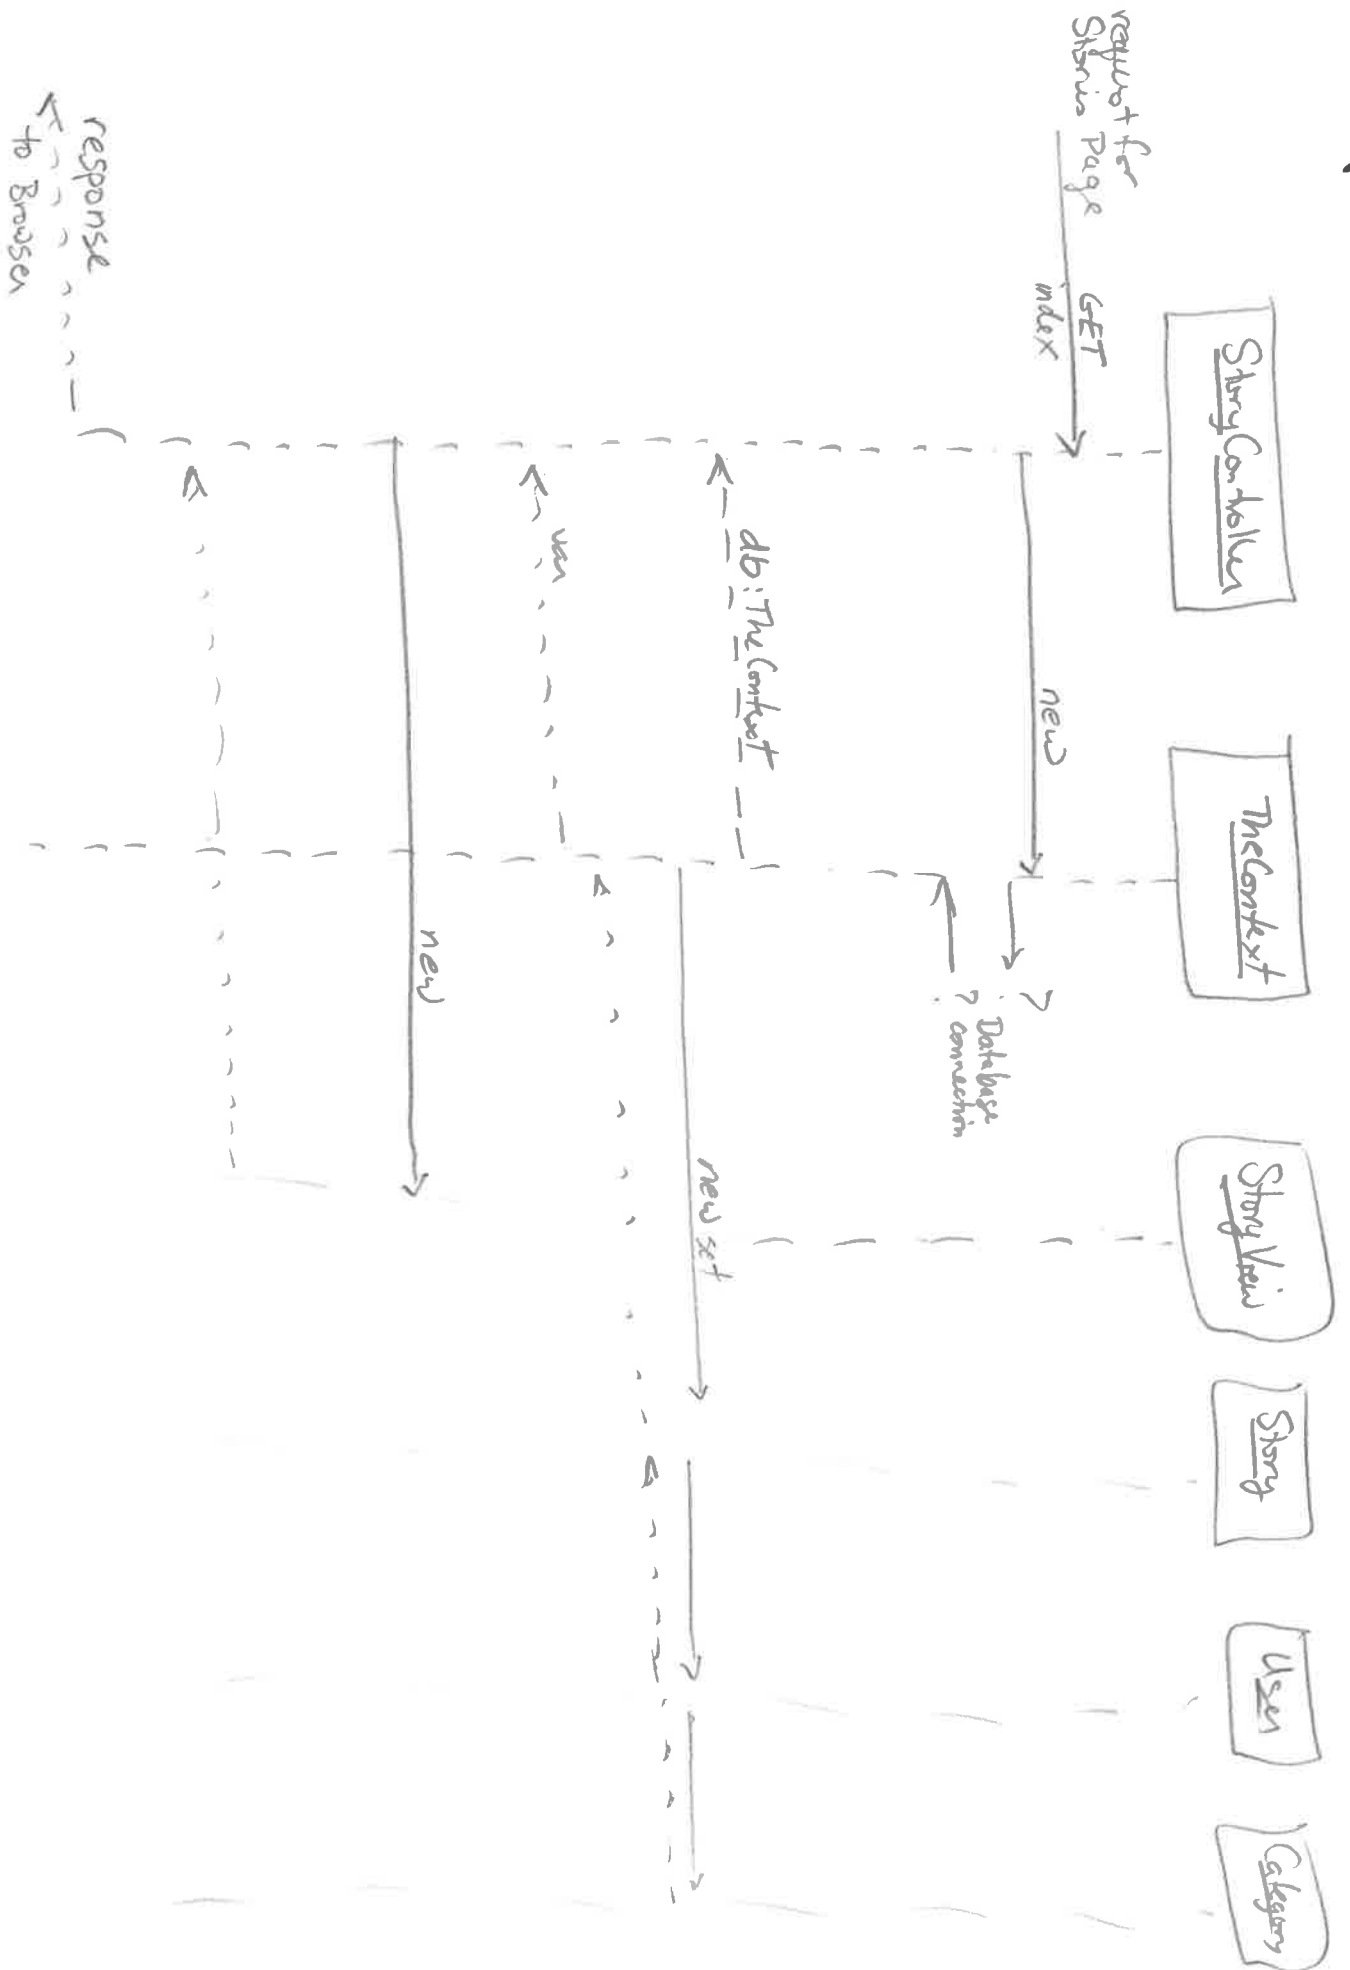 StoryController
TheContext
StoryView
Story
User
Category
request for
Stories Page
GET
index
new
?
: Database
? connection
:
db:TheContext
new set
var
new
response
to Browser